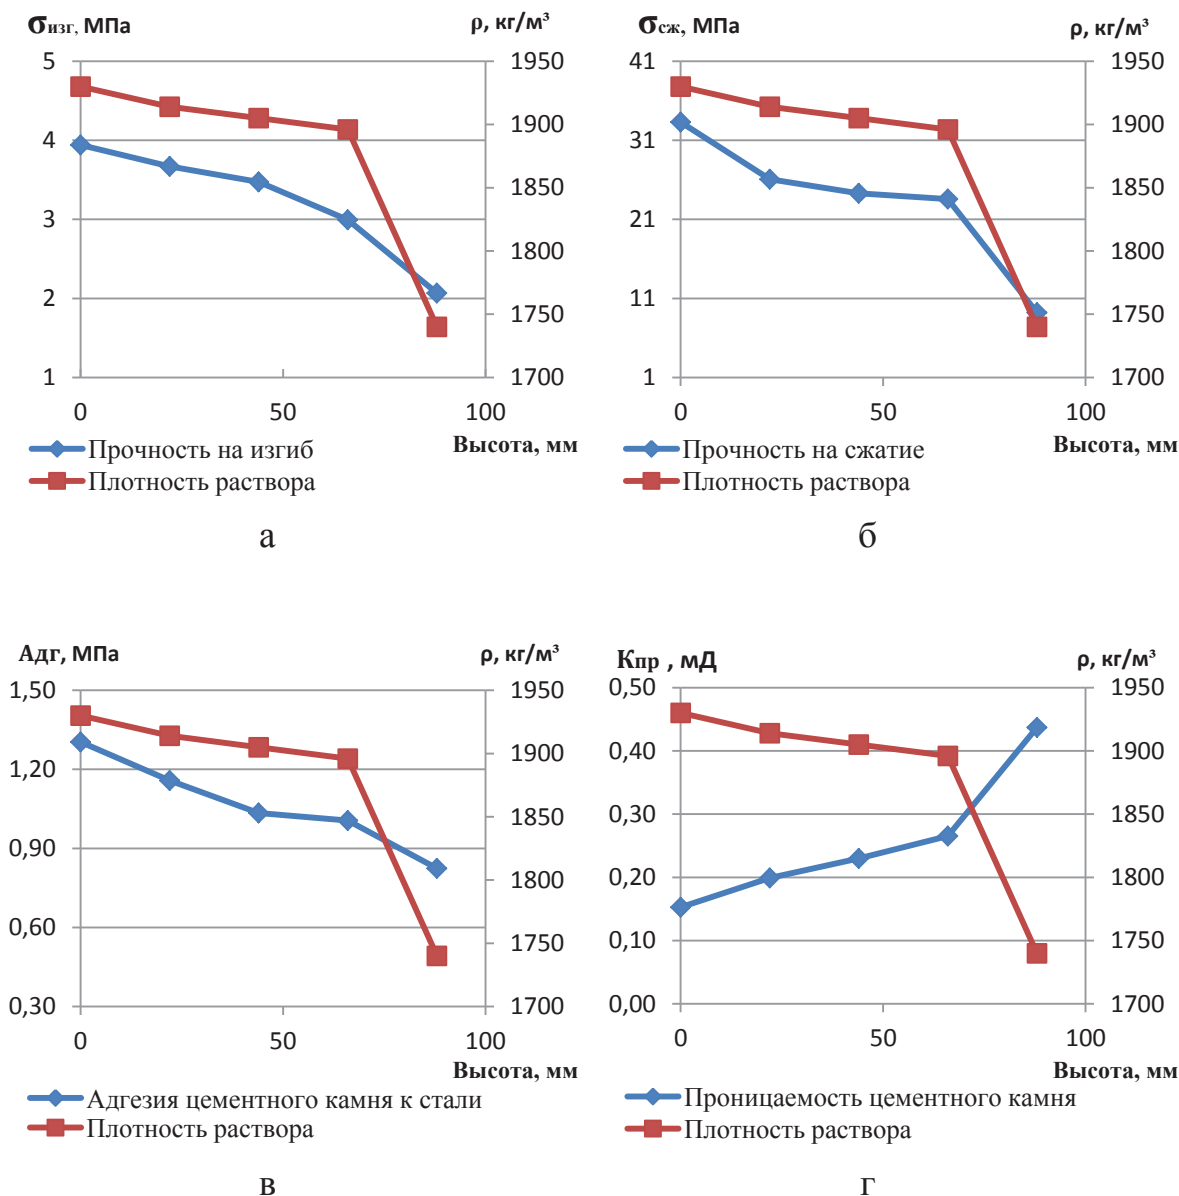 σизг, МПа
ρ, кг/м³
5
4
3
2
1
1950
1900
1850
1800
1750
1700
0
50
100
Высота, мм
Прочность на изгиб
Плотность раствора
а
σсж, МПа
ρ, кг/м³
41
31
21
11
1
1950
1900
1850
1800
1750
1700
0
50
100
Высота, мм
Прочность на сжатие
Плотность раствора
б
Адг, МПа
ρ, кг/м³
1,50
1,20
0,90
0,60
0,30
1950
1900
1850
1800
1750
1700
0
50
100
Высота, мм
Адгезия цементного камня к стали
Плотность раствора
в
Кпр , мД
ρ, кг/м³
0,50
0,40
0,30
0,20
0,10
0,00
1950
1900
1850
1800
1750
1700
0
50
100
Высота, мм
Проницаемость цементного камня
Плотность раствора
г